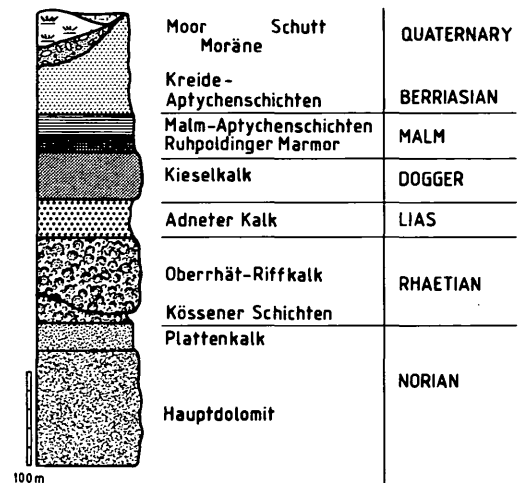 Moor Schutt QUATERNARY
Moräne
Kreide-
Aptychenschichten BERRIASIAN
Malm-Aptychenschichten MALM
Ruhpoldinger Marmor
Kieselkalk DOGGER
Adneter Kalk LIAS
Oberrhät-Riffkalk RHAETIAN
Kössener Schichten
Plattenkalk
NORIAN
Hauptdolomit
100m